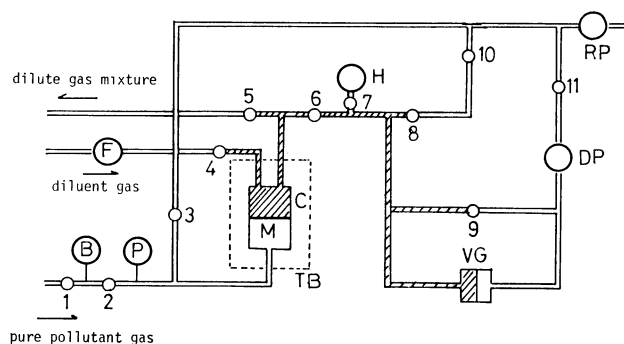 RP
10
dilute gas mixture
H
11
5
6
7
8
F
4
DP
diluent gas
C
3
9
M
VG
B
P
TB
1
2
pure pollutant gas